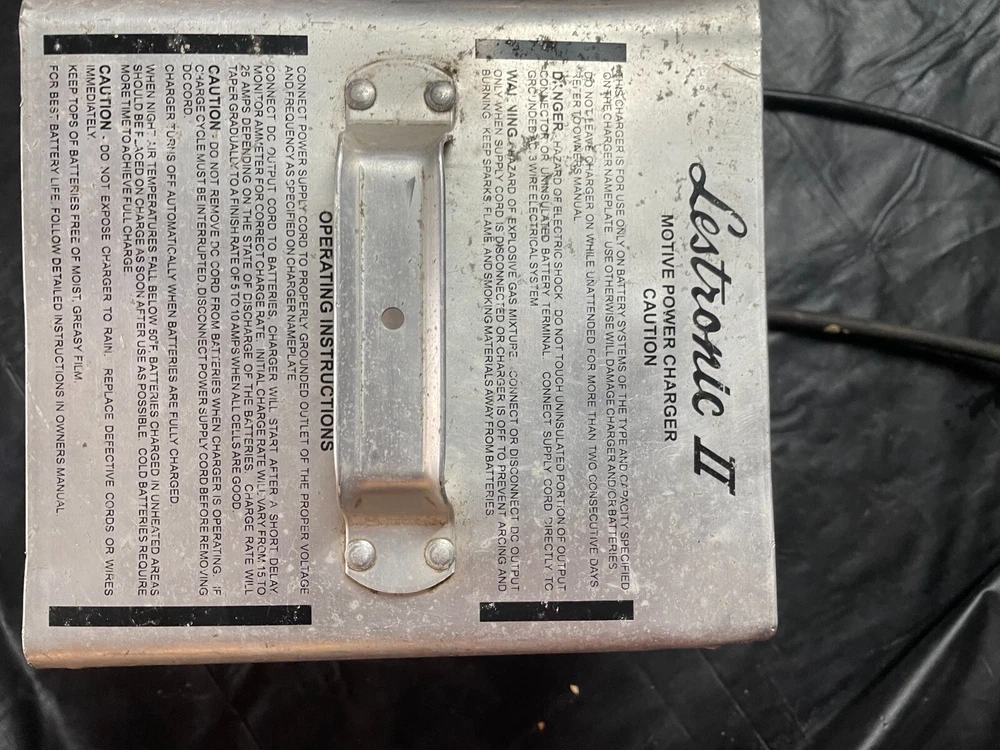 Lestronic II
MOTIVE POWER CHARGER
CAUTION
THIS CHARGER IS FOR USE ONLY ON BATTERY SYSTEMS OF THE TYPE AND CAPACITY SPECIFIED
ON THE CHARGER NAMEPLATE. USE OTHERWISE WILL DAMAGE CHARGER AND/OR BATTERIES.
DO NOT LEAVE CHARGER ON WHILE UNATTENDED FOR MORE THAN TWO CONSECUTIVE DAYS
REFER TO OWNERS MANUAL.
DANGER: HAZARD OF ELECTRIC SHOCK. DO NOT TOUCH UNINSULATED PORTION OF OUTPUT
CONNECTOR OR UNINSULATED BATTERY TERMINAL. CONNECT SUPPLY CORD DIRECTLY TO
GROUNDED 3 WIRE ELECTRICAL SYSTEM.
WARNING: HAZARD OF EXPLOSIVE GAS MIXTURE. CONNECT OR DISCONNECT DC OUTPUT
ONLY WHEN SUPPLY CORD IS DISCONNECTED OR CHARGER IS OFF TO PREVENT ARCING AND
BURNING. KEEP SPARKS, FLAME, AND SMOKING MATERIALS AWAY FROM BATTERIES.
OPERATING INSTRUCTIONS
CONNECT POWER SUPPLY CORD TO PROPERLY GROUNDED OUTLET OF THE PROPER VOLTAGE
AND FREQUENCY AS SPECIFIED ON CHARGER NAMEPLATE
CONNECT DC OUTPUT CORD TO BATTERIES, CHARGER WILL START AFTER A SHORT DELAY.
MONITOR AMMETER FOR CORRECT CHARGE RATE. INITIAL CHARGE RATE WILL VARY FROM 15 TO
25 AMPS DEPENDING ON THE STATE OF DISCHARGE OF THE BATTERIES. CHARGE RATE WILL
TAPER GRADUALLY TO A FINISH RATE OF 5 TO 10 AMPS WHEN ALL CELLS ARE GOOD.
CAUTION - DO NOT REMOVE DC CORD FROM BATTERIES WHEN CHARGER IS OPERATING. IF
CHARGE CYCLE MUST BE INTERRUPTED, DISCONNECT POWER SUPPLY CORD BEFORE REMOVING
DC CORD.
CHARGER TURNS OFF AUTOMATICALLY WHEN BATTERIES ARE FULLY CHARGED.
WHEN NIGHT AIR TEMPERATURES FALL BELOW 50°F, BATTERIES CHARGED IN UNHEATED AREAS
SHOULD BE PLACED ON CHARGE AS SOON AFTER USE AS POSSIBLE. COLD BATTERIES REQUIRE
MORE TIME TO ACHIEVE FULL CHARGE
CAUTION - DO NOT EXPOSE CHARGER TO RAIN. REPLACE DEFECTIVE CORDS OR WIRES
IMMEDIATELY.
KEEP TOPS OF BATTERIES FREE OF MOIST, GREASY FILM.
FOR BEST BATTERY LIFE, FOLLOW DETAILED INSTRUCTIONS IN OWNERS MANUAL